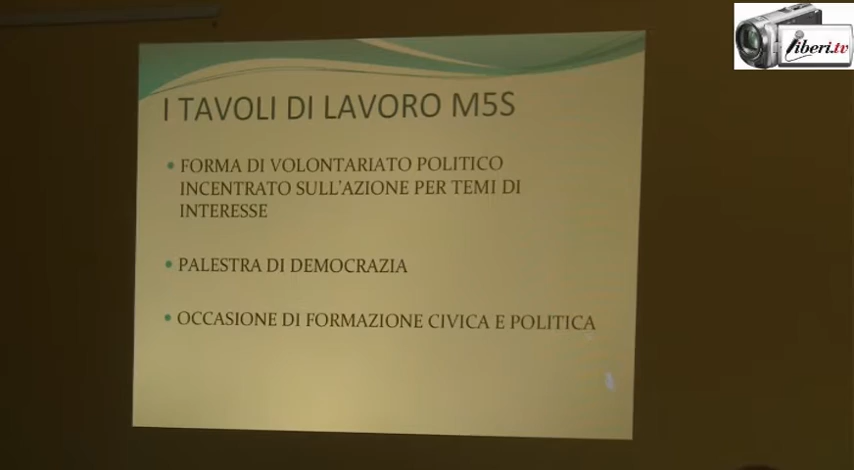 liberi.tv
I TAVOLI DI LAVORO M5S
FORMA DI VOLONTARIATO POLITICO
INCENTRATO SULL'AZIONE PER TEMI DI
INTERESSE
PALESTRA DI DEMOCRAZIA
OCCASIONE DI FORMAZIONE CIVICA E POLITICA